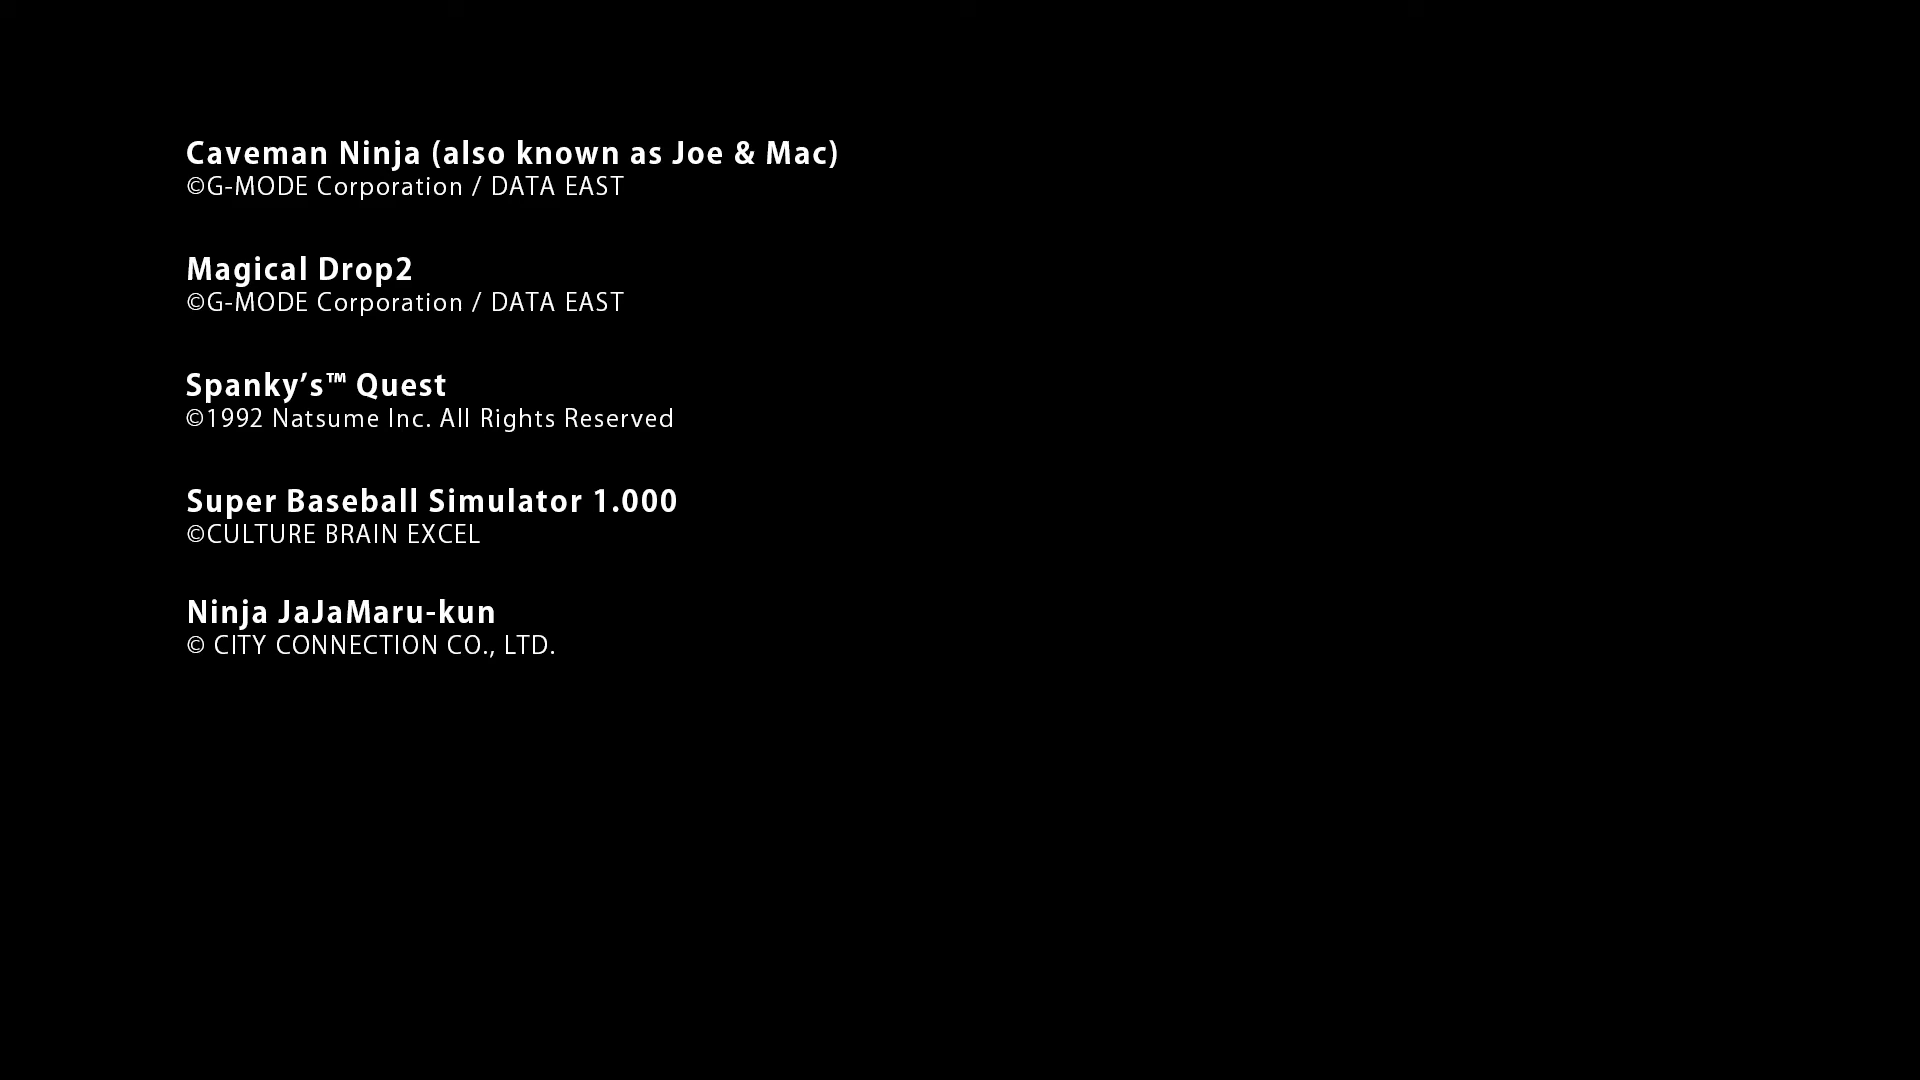 Caveman Ninja (also known as Joe & Mac)
©G-MODE Corporation / DATA EAST
Magical Drop2
©G-MODE Corporation / DATA EAST
Spanky’s™ Quest
©1992 Natsume Inc. All Rights Reserved
Super Baseball Simulator 1.000
©CULTURE BRAIN EXCEL
Ninja JaJaMaru-kun
© CITY CONNECTION CO., LTD.